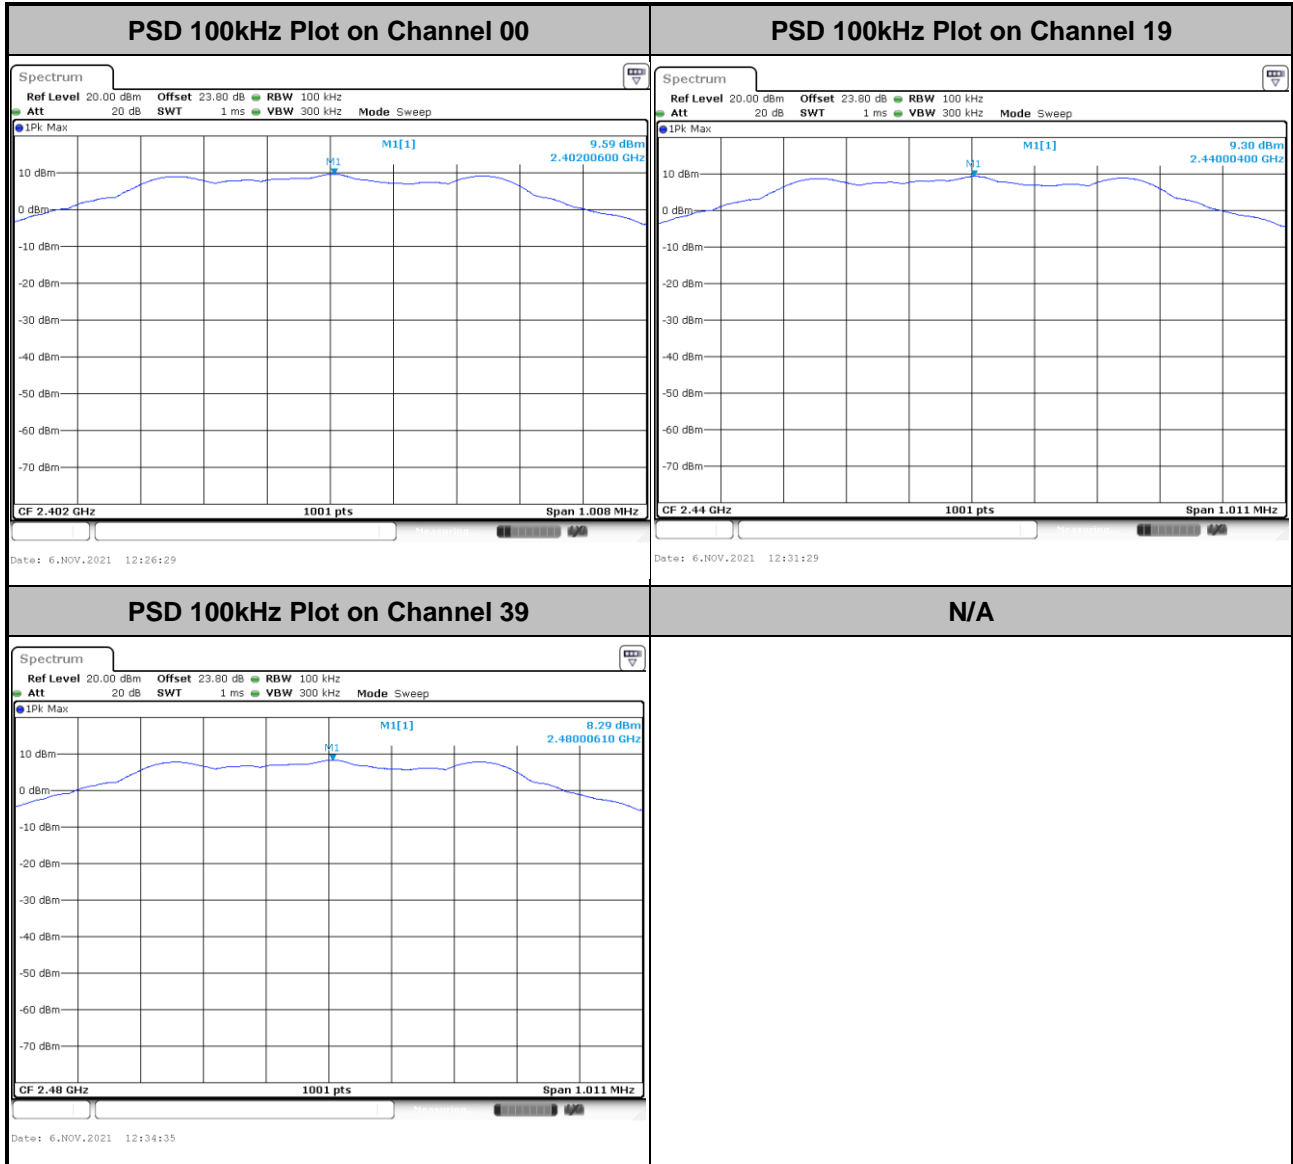 PSD 100kHz Plot on Channel 00
Spectrum
Ref Level 20.00 dBm Offset 23.80 dB RBW 100 kHz
Att 20 dB SWT 1 ms VBW 300 kHz Mode Sweep
1Pk Max
M1[1] 9.59 dBm
2.40200600 GHz
M1
10 dBm
0 dBm
-10 dBm
-20 dBm
-30 dBm
-40 dBm
-50 dBm
-60 dBm
-70 dBm
CF 2.402 GHz 1001 pts Span 1.008 MHz
Measuring...
Date: 6.NOV.2021 12:26:29
PSD 100kHz Plot on Channel 19
Spectrum
Ref Level 20.00 dBm Offset 23.80 dB RBW 100 kHz
Att 20 dB SWT 1 ms VBW 300 kHz Mode Sweep
1Pk Max
M1[1] 9.30 dBm
2.44000400 GHz
M1
10 dBm
0 dBm
-10 dBm
-20 dBm
-30 dBm
-40 dBm
-50 dBm
-60 dBm
-70 dBm
CF 2.44 GHz 1001 pts Span 1.011 MHz
Measuring...
Date: 6.NOV.2021 12:31:29
PSD 100kHz Plot on Channel 39
Spectrum
Ref Level 20.00 dBm Offset 23.80 dB RBW 100 kHz
Att 20 dB SWT 1 ms VBW 300 kHz Mode Sweep
1Pk Max
M1[1] 8.29 dBm
2.48000610 GHz
M1
10 dBm
0 dBm
-10 dBm
-20 dBm
-30 dBm
-40 dBm
-50 dBm
-60 dBm
-70 dBm
CF 2.48 GHz 1001 pts Span 1.011 MHz
Measuring...
Date: 6.NOV.2021 12:34:35
N/A